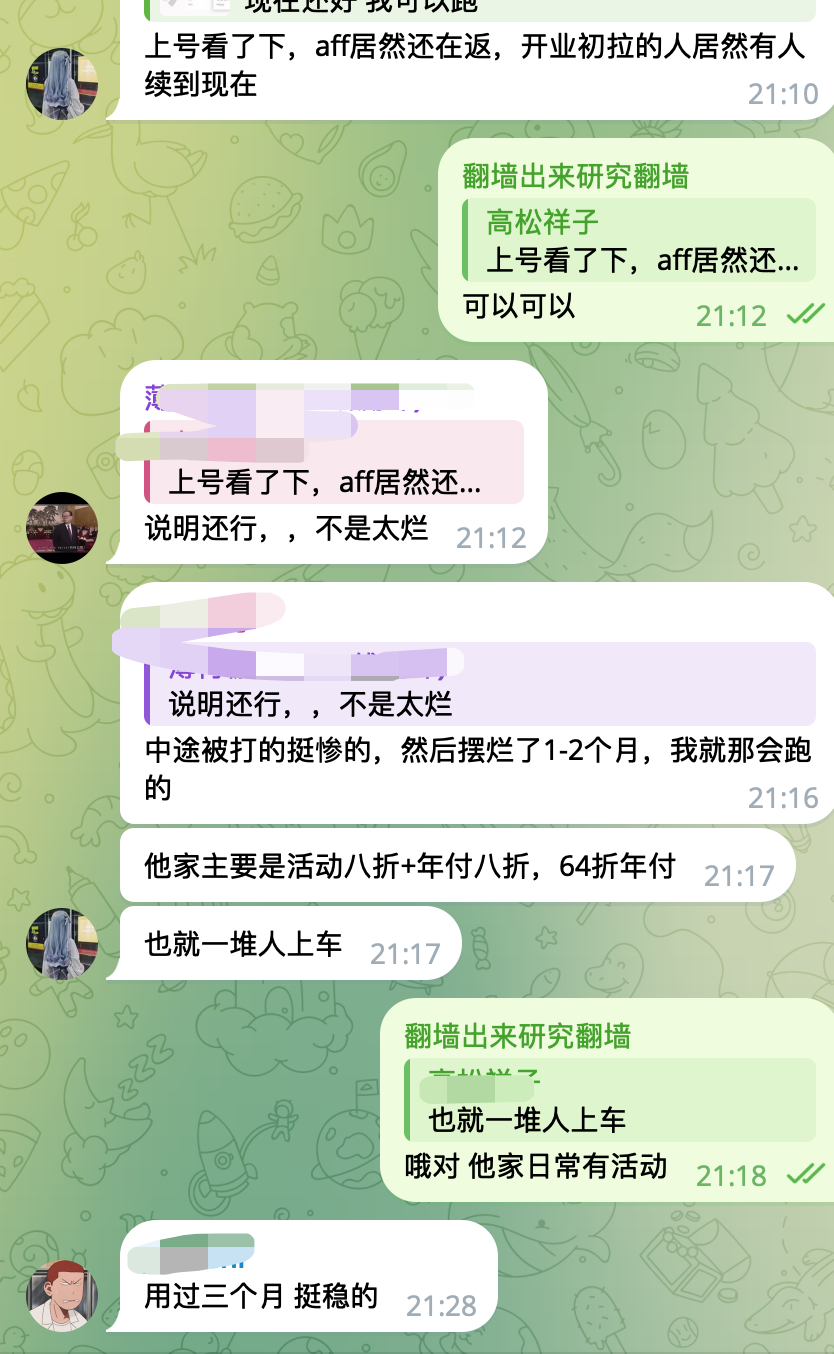 现在还好 我可以跑
上号看了下，aff居然还在返，开业初拉的人居然有人
续到现在
21:10
翻墙出来研究翻墙
高松祥子
上号看了下，aff居然还...
可以可以
21:12
上号看了下，aff居然还...
说明还行，，不是太烂
21:12
说明还行，，不是太烂
中途被打的挺惨的，然后摆烂了1-2个月，我就那会跑
的
21:16
他家主要是活动八折+年付八折，64折年付
21:17
也就一堆人上车
21:17
翻墙出来研究翻墙
也就一堆人上车
哦对 他家日常有活动
21:18
用过三个月 挺稳的
21:28